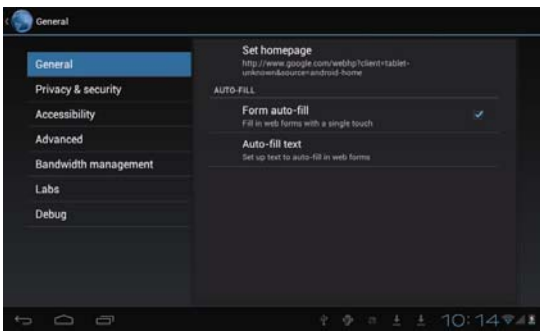 General
General
Privacy & security
Accessibility
Advanced
Bandwidth management
Labs
Debug
Set homepage
http://www.google.com/webhp?client=tablet-
unknown&source=android-home
AUTO-FILL
Form auto-fill
Fill in web forms with a single touch
Auto-fill text
Set up text to auto-fill in web forms
10:14